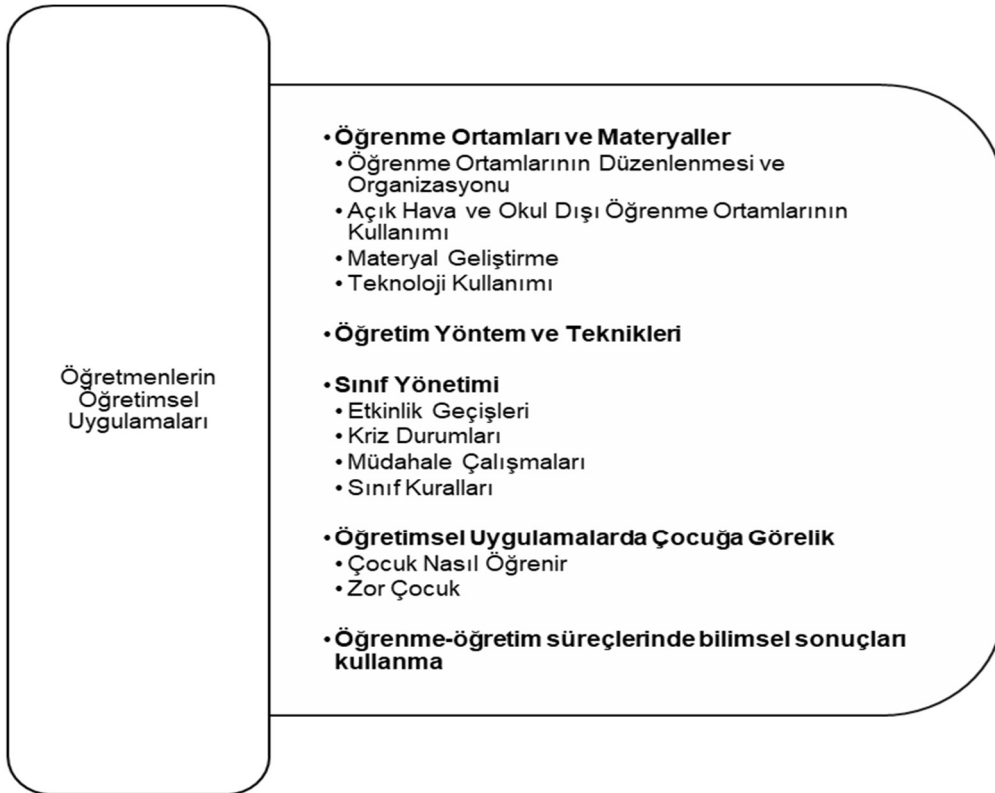 Öğretmenlerin
Öğretimsel
Uygulamaları
• Öğrenme Ortamları ve Materyaller
• Öğrenme Ortamlarının Düzenlenmesi ve
Organizasyonu
• Açık Hava ve Okul Dışı Öğrenme Ortamlarının
Kullanımı
• Materyal Geliştirme
• Teknoloji Kullanımı
• Öğretim Yöntem ve Teknikleri
• Sınıf Yönetimi
• Etkinlik Geçişleri
• Kriz Durumları
• Müdahale Çalışmaları
• Sınıf Kuralları
• Öğretimsel Uygulamalarda Çocuğa Görelik
• Çocuk Nasıl Öğrenir
• Zor Çocuk
• Öğrenme-öğretim süreçlerinde bilimsel sonuçları
kullanma